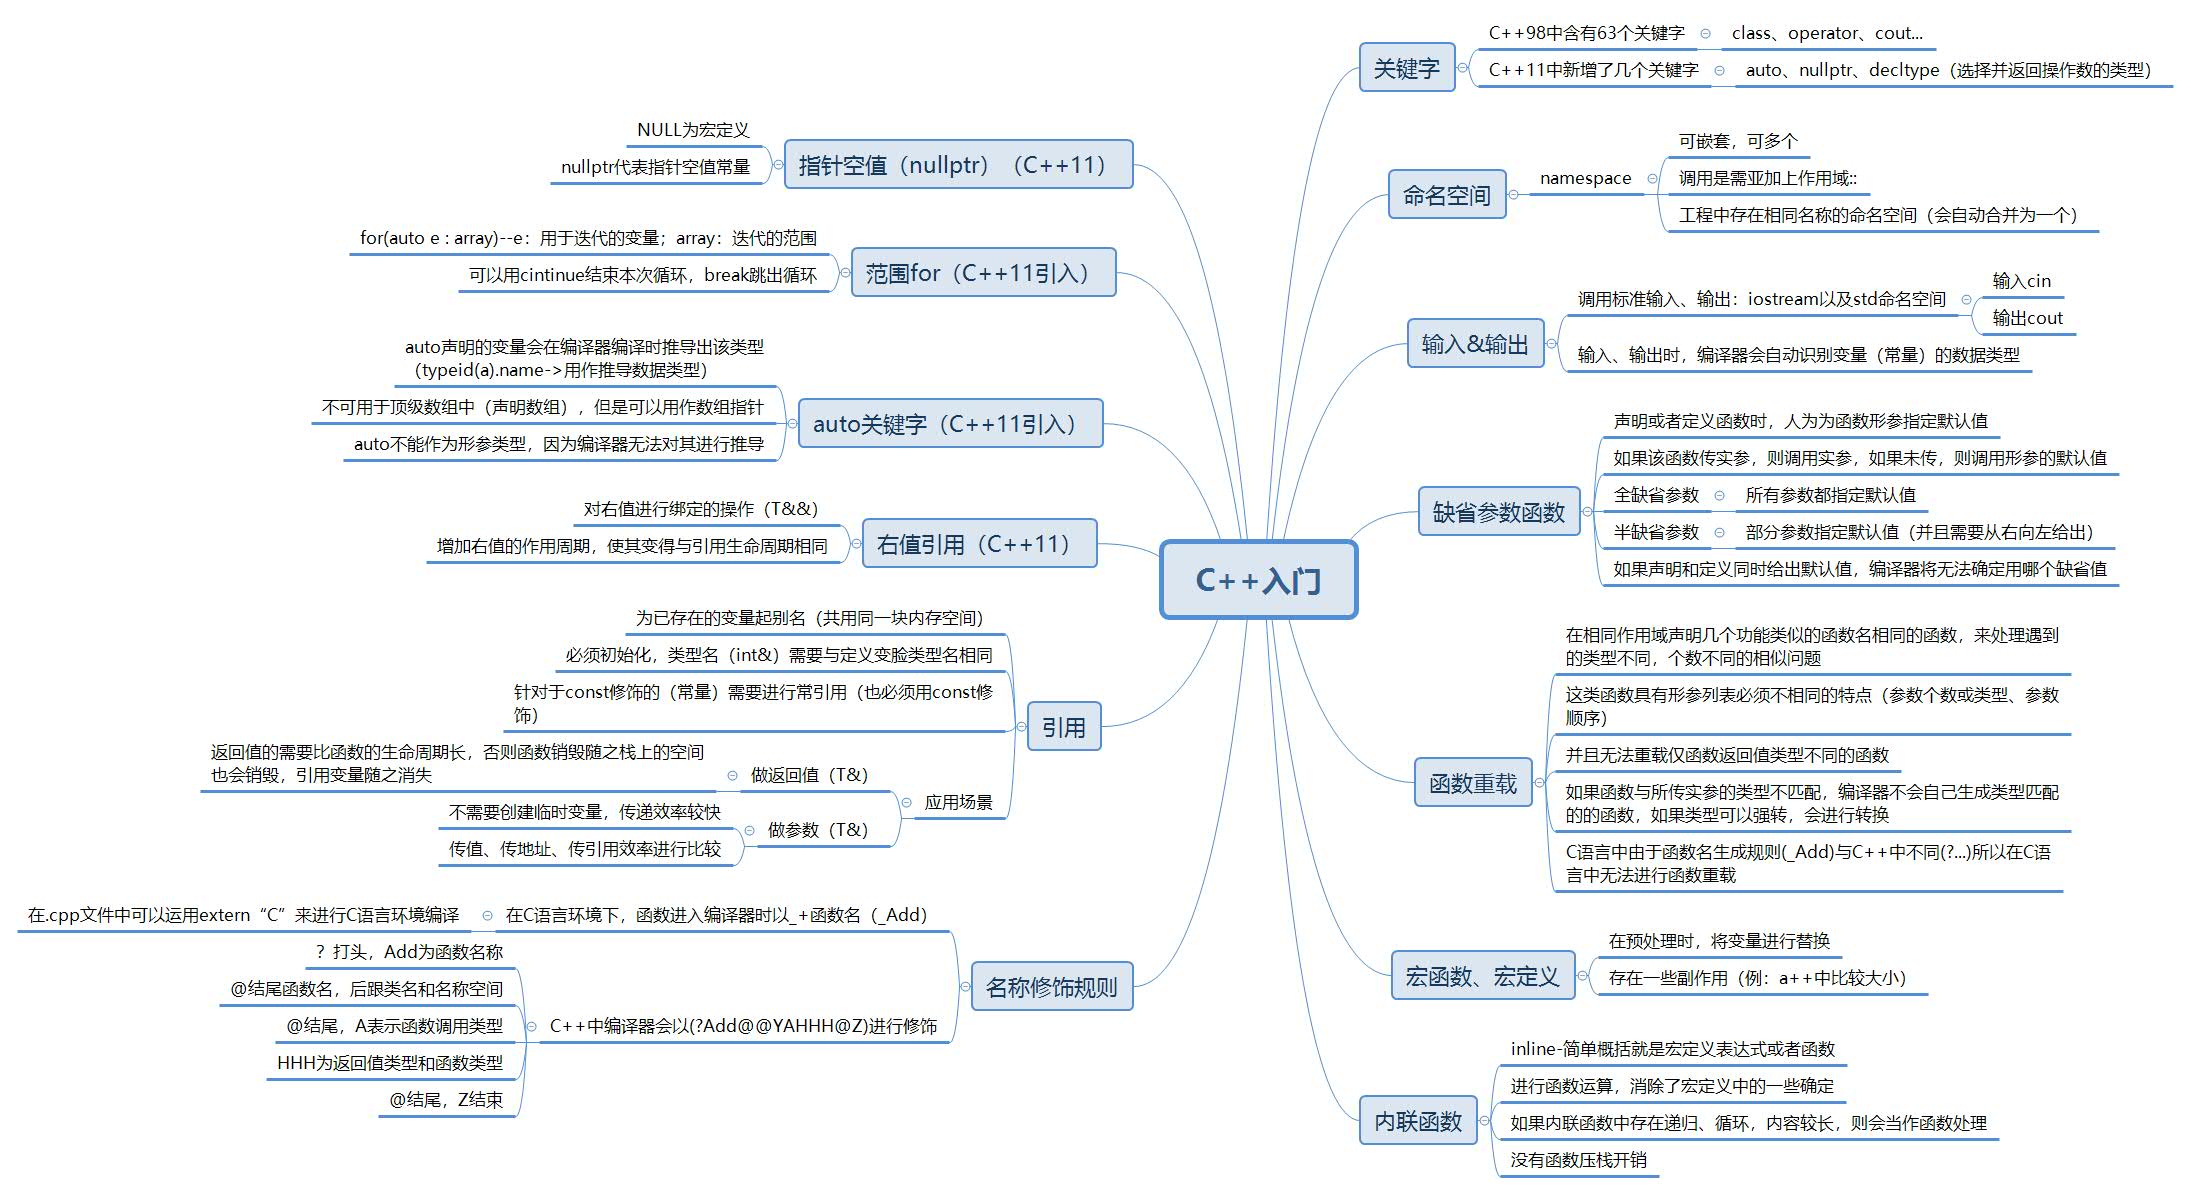 C++入门
关键字
C++98中含有63个关键字
class、operator、cout...
C++11中新增了几个关键字
auto、nullptr、decltype（选择并返回操作数的类型）
命名空间
namespace
可嵌套，可多个
调用是需亚加上作用域::
工程中存在相同名称的命名空间（会自动合并为一个）
输入&输出
调用标准输入、输出：iostream以及std命名空间
输入cin
输出cout
输入、输出时，编译器会自动识别变量（常量）的数据类型
缺省参数函数
声明或者定义函数时，人为为函数形参指定默认值
如果该函数传实参，则调用实参，如果未传，则调用形参的默认值
全缺省参数
所有参数都指定默认值
半缺省参数
部分参数指定默认值（并且需要从右向左给出）
如果声明和定义同时给出默认值，编译器将无法确定用哪个缺省值
函数重载
在相同作用域声明几个功能类似的函数名相同的函数，来处理遇到
的类型不同，个数不同的相似问题
这类函数具有形参列表必须不相同的特点（参数个数或类型、参数
顺序）
并且无法重载仅函数返回值类型不同的函数
如果函数与所传实参的类型不匹配，编译器不会自己生成类型匹配
的的函数，如果类型可以强转，会进行转换
C语言中由于函数名生成规则(_Add)与C++中不同(?...)所以在C语
言中无法进行函数重载
宏函数、宏定义
在预处理时，将变量进行替换
存在一些副作用（例：a++中比较大小）
内联函数
inline-简单概括就是宏定义表达式或者函数
进行函数运算，消除了宏定义中的一些确定
如果内联函数中存在递归、循环，内容较长，则会当作函数处理
没有函数压栈开销
指针空值（nullptr）（C++11）
NULL为宏定义
nullptr代表指针空值常量
范围for（C++11引入）
for(auto e : array)--e：用于迭代的变量；array：迭代的范围
可以用cintinue结束本次循环，break跳出循环
auto关键字（C++11引入）
auto声明的变量会在编译器编译时推导出该类型
（typeid(a).name->用作推导数据类型）
不可用于顶级数组中（声明数组），但是可以用作数组指针
auto不能作为形参类型，因为编译器无法对其进行推导
右值引用（C++11）
对右值进行绑定的操作（T&&）
增加右值的作用周期，使其变得与引用生命周期相同
引用
为已存在的变量起别名（共用同一块内存空间）
必须初始化，类型名（int&）需要与定义变脸类型名相同
针对于const修饰的（常量）需要进行常引用（也必须用const修
饰）
应用场景
做返回值（T&）
返回值的需要比函数的生命周期长，否则函数销毁随之栈上的空间
也会销毁，引用变量随之消失
做参数（T&）
不需要创建临时变量，传递效率较快
传值、传地址、传引用效率进行比较
名称修饰规则
在C语言环境下，函数进入编译器时以_+函数名（_Add）
在.cpp文件中可以运用extern“C”来进行C语言环境编译
C++中编译器会以(?Add@@YAHHH@Z)进行修饰
？打头，Add为函数名称
@结尾函数名，后跟类名和名称空间
@结尾，A表示函数调用类型
HHH为返回值类型和函数类型
@结尾，Z结束